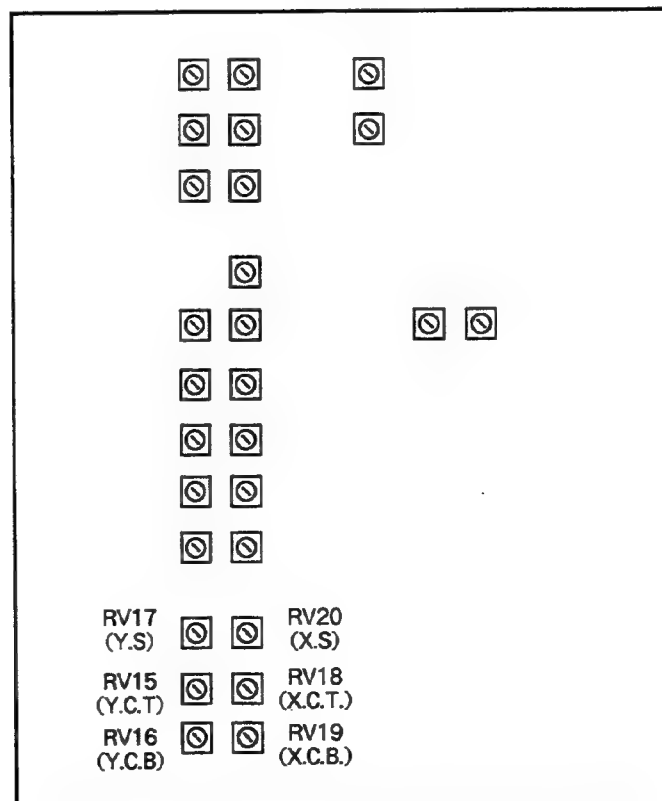 RV17
(Y.S)
RV20
(X.S)
RV15
(Y.C.T)
RV18
(X.C.T.)
RV16
(Y.C.B)
RV19
(X.C.B.)